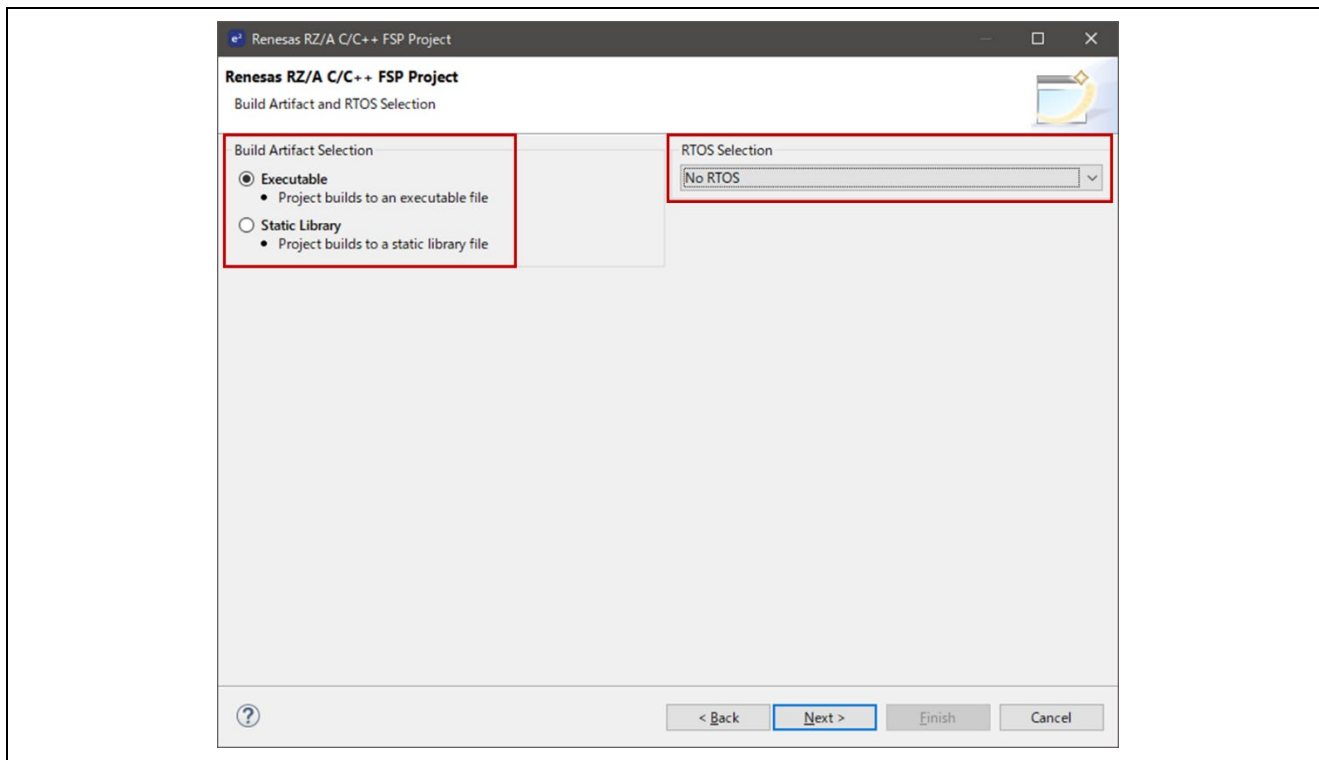 e² Renesas RZ/A C/C++ FSP Project
Renesas RZ/A C/C++ FSP Project
Build Artifact and RTOS Selection
Build Artifact Selection
Executable
• Project builds to an executable file
Static Library
• Project builds to a static library file
RTOS Selection
No RTOS
?
< Back
Next >
Finish
Cancel